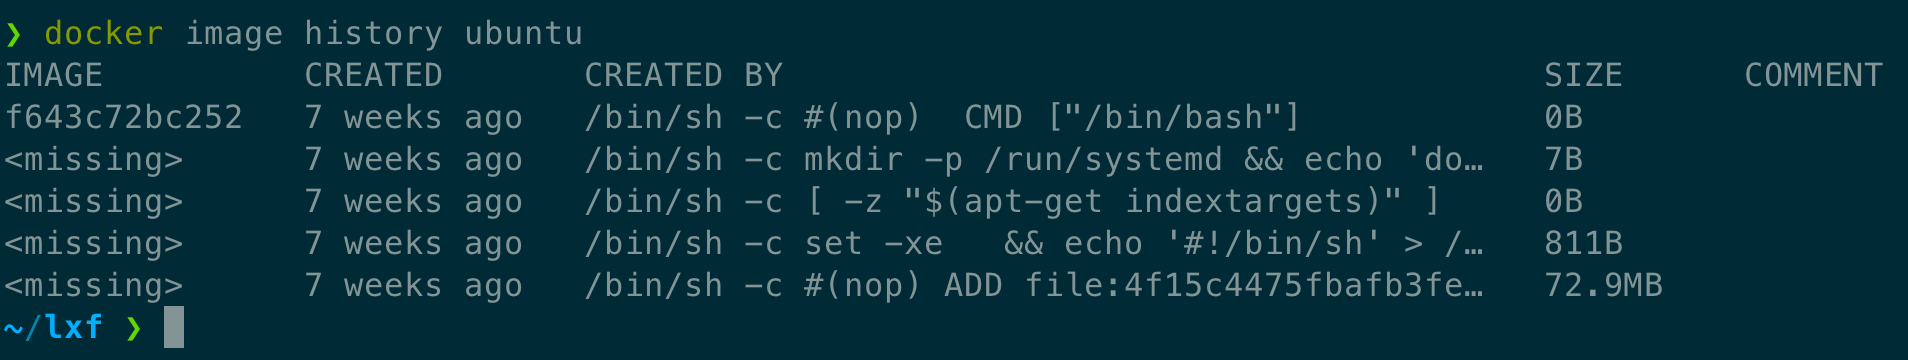 ❯ docker image history ubuntu
IMAGE          CREATED       CREATED BY                                      SIZE      COMMENT
f643c72bc252   7 weeks ago   /bin/sh -c #(nop)  CMD ["/bin/bash"]            0B
<missing>      7 weeks ago   /bin/sh -c mkdir -p /run/systemd && echo 'do…   7B
<missing>      7 weeks ago   /bin/sh -c [ -z "$(apt-get indextargets)" ]     0B
<missing>      7 weeks ago   /bin/sh -c set -xe   && echo '#!/bin/sh' > /…   811B
<missing>      7 weeks ago   /bin/sh -c #(nop) ADD file:4f15c4475fbafb3fe…   72.9MB
~/lxf ❯